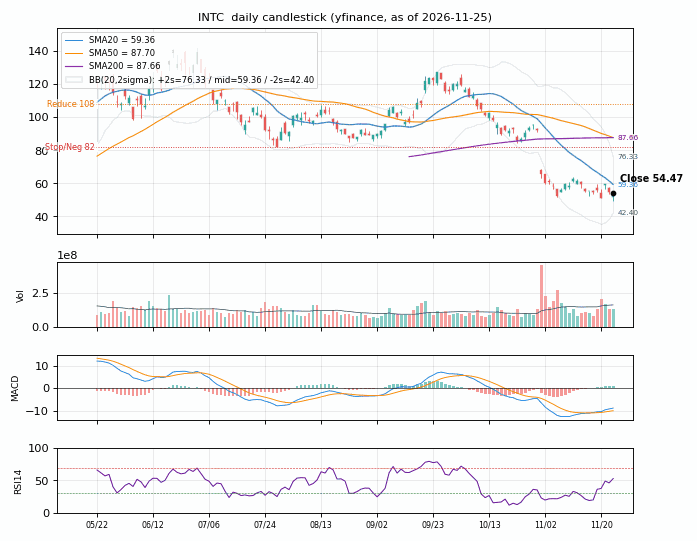 INTC daily candlestick (yfinance, as of 2026-11-25)
SMA20 = 59.36
SMA50 = 87.70
SMA200 = 87.66
BB(20,2sigma): +2s=76.33 / mid=59.36 / -2s=42.40
140
120
100
80
60
40
Reduce 108
Stop/Neg 82
87.66
76.33
Close 54.47
59.36
42.40
1e8
Vol
2.5
0.0
MACD
10
0
−10
RSI14
100
50
0
05/22 06/12 07/06 07/24 08/13 09/02 09/23 10/13 11/02 11/20